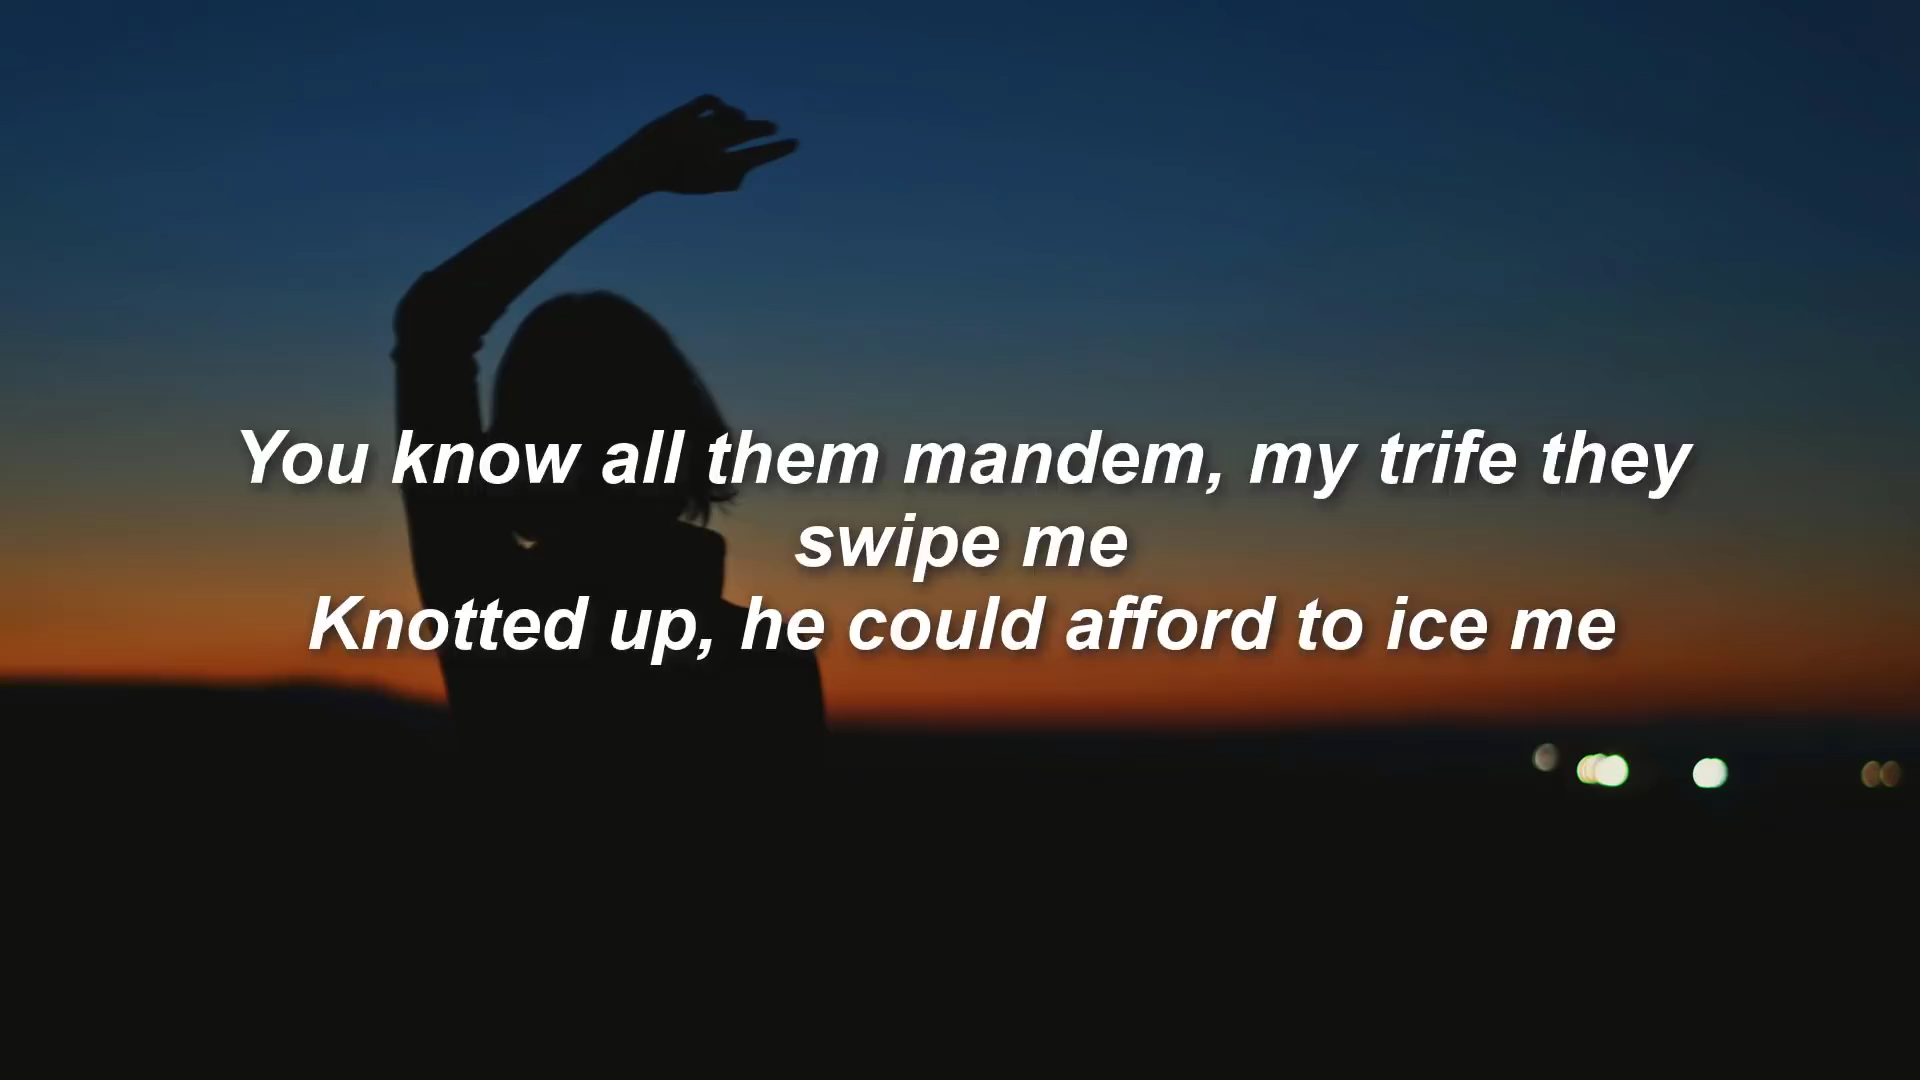 You know all them mandem, my trife they
swipe me
Knotted up, he could afford to ice me